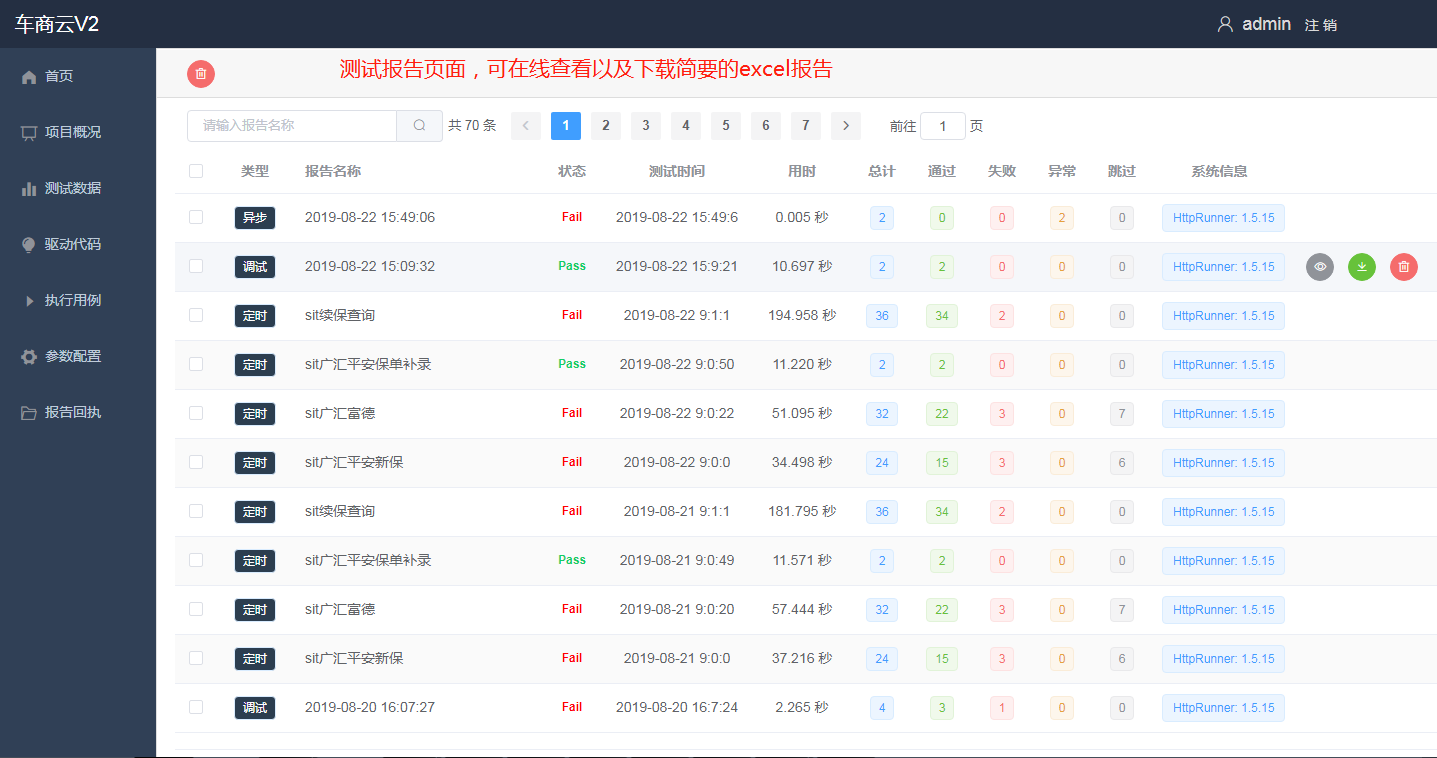 车商云V2 admin 注 销
首页
项目概况
测试数据
驱动代码
执行用例
参数配置
报告回执
测试报告页面，可在线查看以及下载简要的excel报告
请输入报告名称 共 70 条 1 2 3 4 5 6 7 前往 1 页
类型 报告名称 状态 测试时间 用时 总计 通过 失败 异常 跳过 系统信息
异步 2019-08-22 15:49:06 Fail 2019-08-22 15:49:6 0.005 秒 2 0 0 2 0 HttpRunner: 1.5.15
调试 2019-08-22 15:09:32 Pass 2019-08-22 15:9:21 10.697 秒 2 2 0 0 0 HttpRunner: 1.5.15
定时 sit续保查询 Fail 2019-08-22 9:1:1 194.958 秒 36 34 2 0 0 HttpRunner: 1.5.15
定时 sit广汇平安保单补录 Pass 2019-08-22 9:0:50 11.220 秒 2 2 0 0 0 HttpRunner: 1.5.15
定时 sit广汇富德 Fail 2019-08-22 9:0:22 51.095 秒 32 22 3 0 7 HttpRunner: 1.5.15
定时 sit广汇平安新保 Fail 2019-08-22 9:0:0 34.498 秒 24 15 3 0 6 HttpRunner: 1.5.15
定时 sit续保查询 Fail 2019-08-21 9:1:1 181.795 秒 36 34 2 0 0 HttpRunner: 1.5.15
定时 sit广汇平安保单补录 Pass 2019-08-21 9:0:49 11.571 秒 2 2 0 0 0 HttpRunner: 1.5.15
定时 sit广汇富德 Fail 2019-08-21 9:0:20 57.444 秒 32 22 3 0 7 HttpRunner: 1.5.15
定时 sit广汇平安新保 Fail 2019-08-21 9:0:0 37.216 秒 24 15 3 0 6 HttpRunner: 1.5.15
调试 2019-08-20 16:07:27 Fail 2019-08-20 16:7:24 2.265 秒 4 3 1 0 0 HttpRunner: 1.5.15